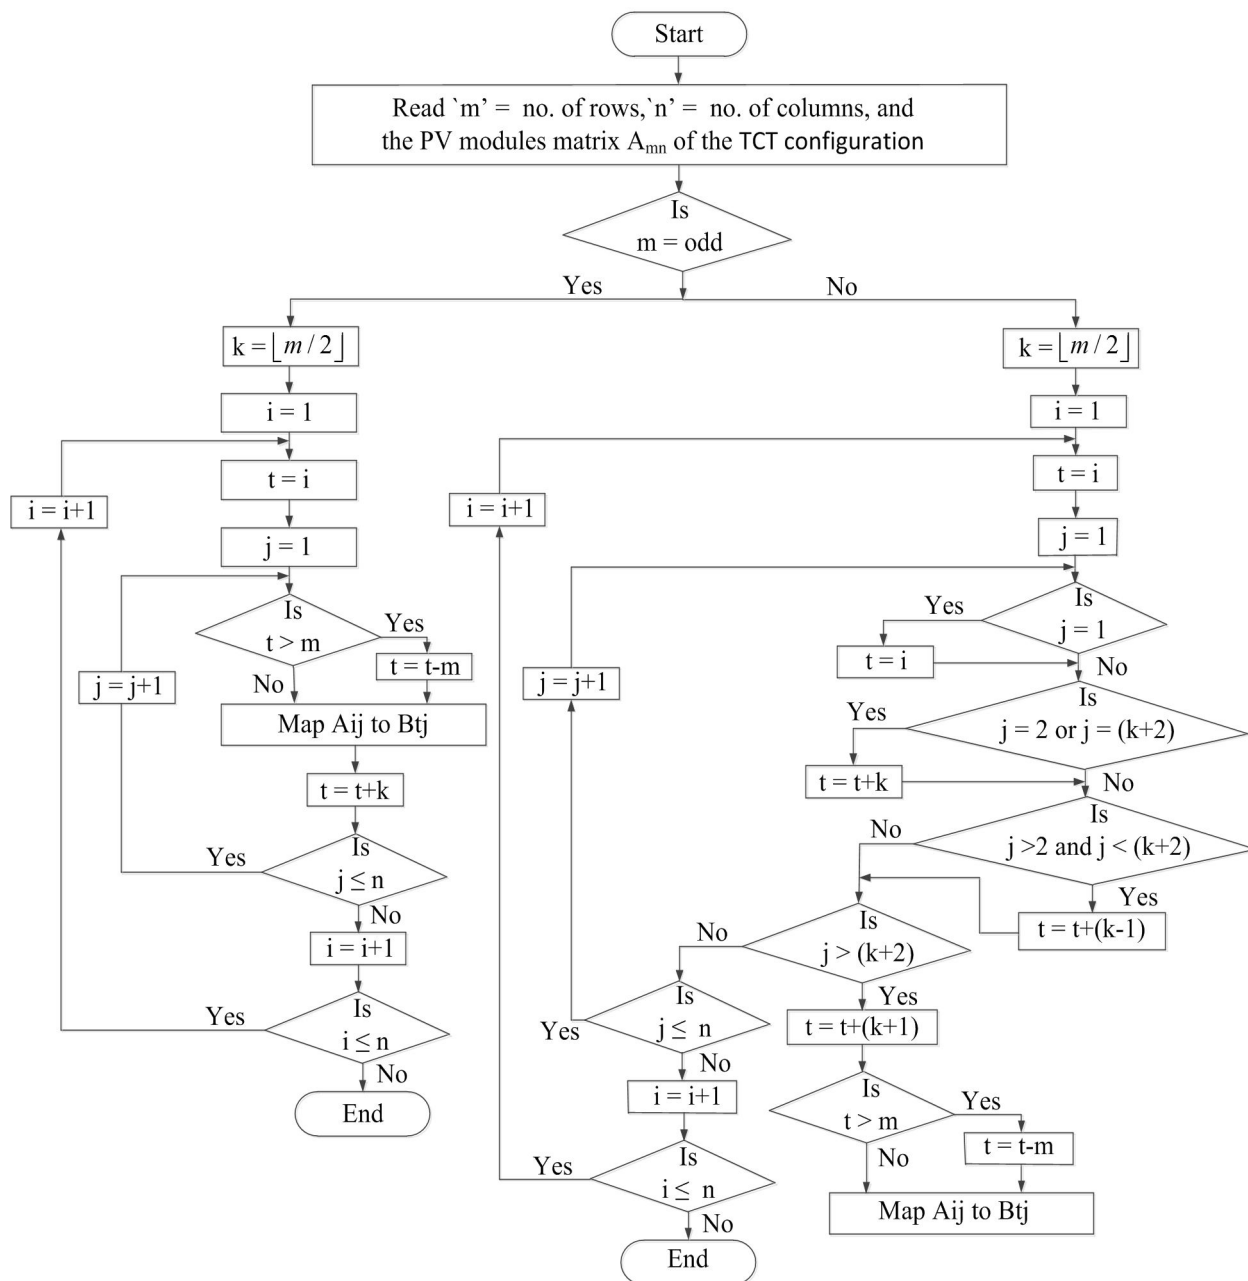 Start
Read `m' = no. of rows,`n' = no. of columns, and
the PV modules matrix Amn of the TCT configuration
Is
m = odd
Yes
No
k = ⌊m / 2⌋
i = 1
t = i
i = i+1
j = 1
Is
t > m
Yes
t = t-m
No
j = j+1
Map Aij to Btj
t = t+k
Is
j ≤ n
Yes
No
i = i+1
Is
i ≤ n
Yes
No
End
k = ⌊m / 2⌋
i = 1
t = i
i = i+1
j = 1
Is
j = 1
Yes
t = i
No
j = j+1
Is
j = 2 or j = (k+2)
Yes
t = t+k
No
Is
j >2 and j < (k+2)
No
Yes
t = t+(k-1)
Is
j > (k+2)
No
Yes
t = t+(k+1)
Is
j ≤ n
Yes
No
i = i+1
Is
i ≤ n
Yes
No
End
Is
t > m
Yes
t = t-m
No
Map Aij to Btj